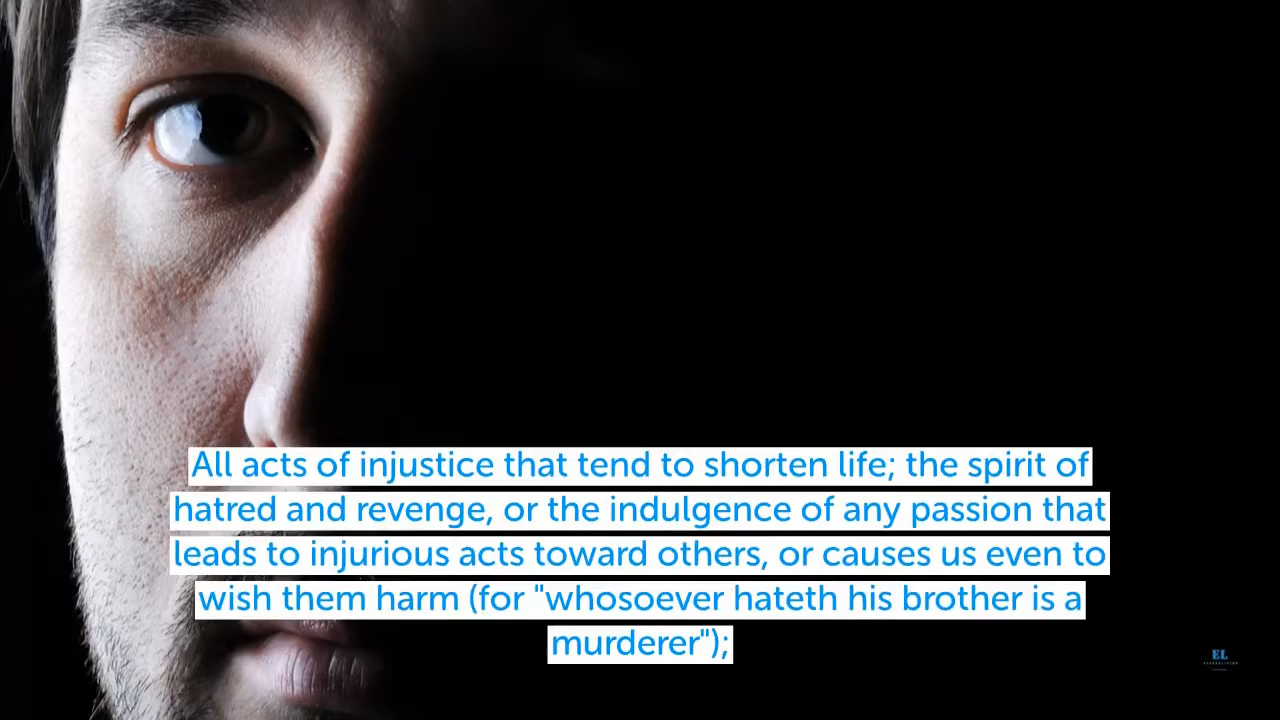 All acts of injustice that tend to shorten life; the spirit of
hatred and revenge, or the indulgence of any passion that
leads to injurious acts toward others, or causes us even to
wish them harm (for "whosoever hateth his brother is a
murderer");
EL